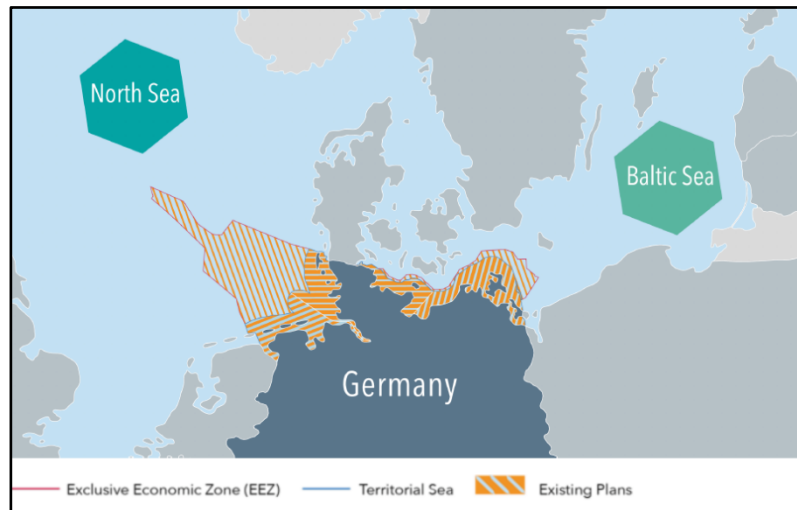 North Sea
Baltic Sea
Germany
Exclusive Economic Zone (EEZ)
Territorial Sea
Existing Plans